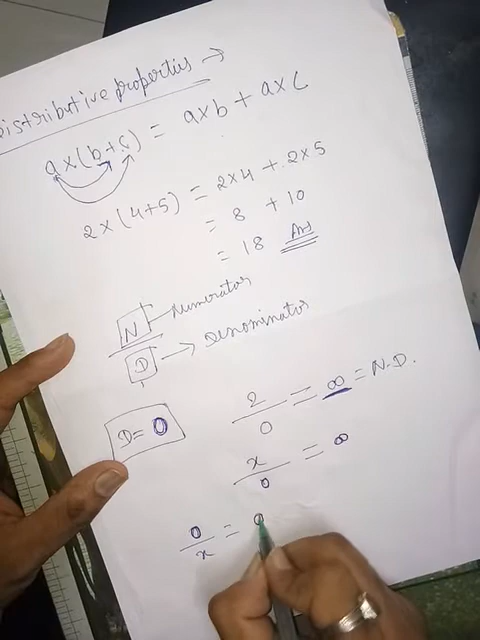 Distributive properties →
a×(b+c) = a×b + a×c
2×(4+5) = 2×4 + 2×5
= 8 + 10
= 18 Ans
N — Numerator
D → Denominator
D=0
2/0 = ∞ = N.D.
x/0 = ∞
0/x = 0